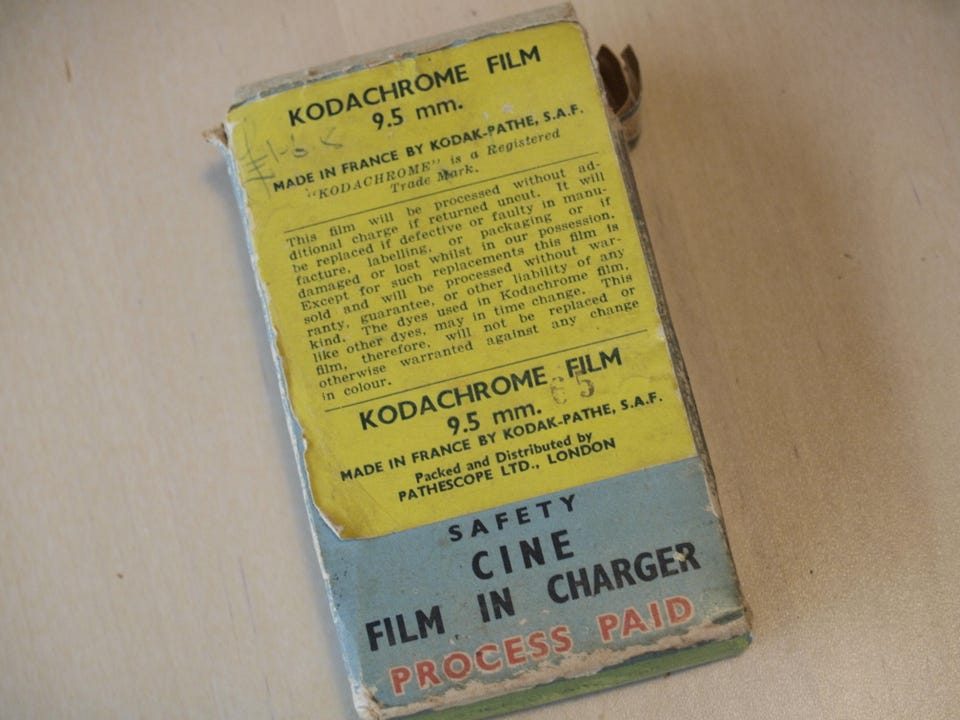 KODACHROME FILM
9.5 mm.
MADE IN FRANCE BY KODAK-PATHE, S.A.F.
"KODACHROME" is a Registered
Trade Mark.
This film will be processed without ad-
ditional charge if returned uncut. It will
be replaced if defective or faulty in manu-
facture, labelling, or packaging or if
damaged or lost whilst in our possession.
Except for such replacements this film is
sold and will be processed without war-
ranty, guarantee, or other liability of any
kind. The dyes used in Kodachrome film,
like other dyes, may in time change. This
film, therefore, will not be replaced or
otherwise warranted against any change
in colour.
KODACHROME FILM
65
9.5 mm.
MADE IN FRANCE BY KODAK-PATHE, S.A.F.
Packed and Distributed by
PATHESCOPE LTD., LONDON
SAFETY
CINE
FILM IN CHARGER
PROCESS PAID